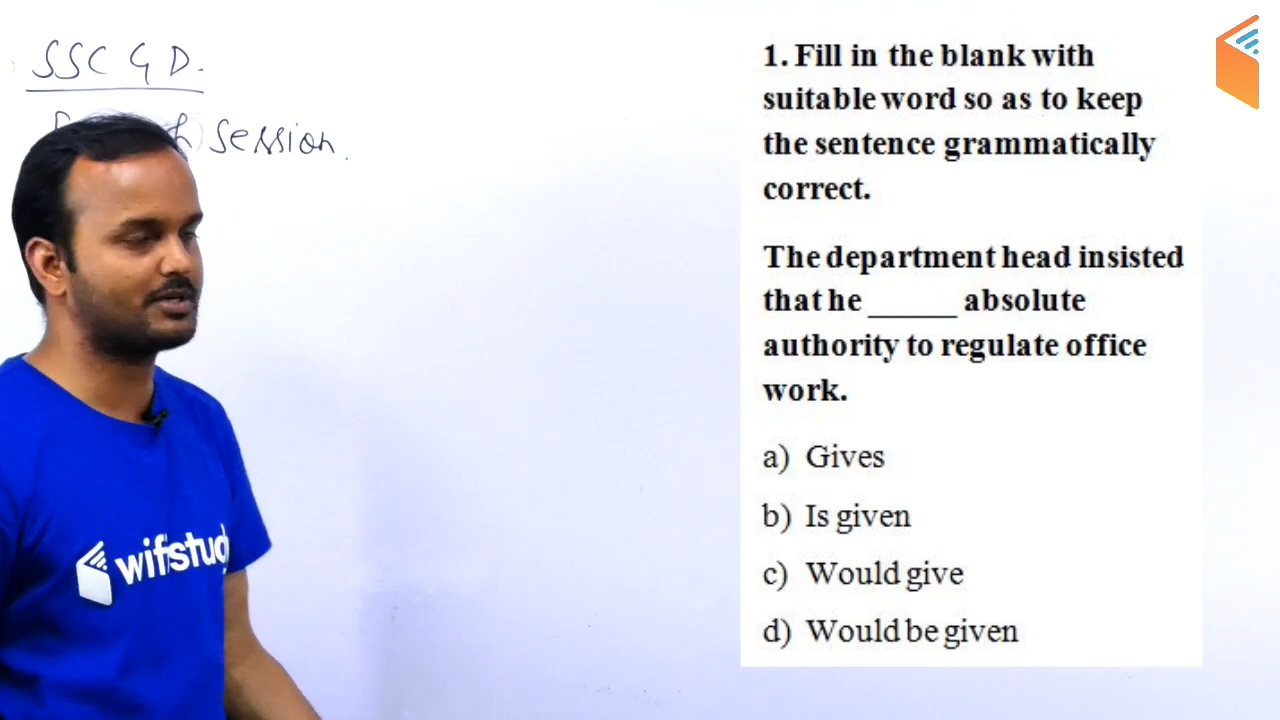 SSC G D.
Session.
1. Fill in the blank with
suitable word so as to keep
the sentence grammatically
correct.
The department head insisted
that he ______ absolute
authority to regulate office
work.
a) Gives
b) Is given
c) Would give
d) Would be given
wifistudy